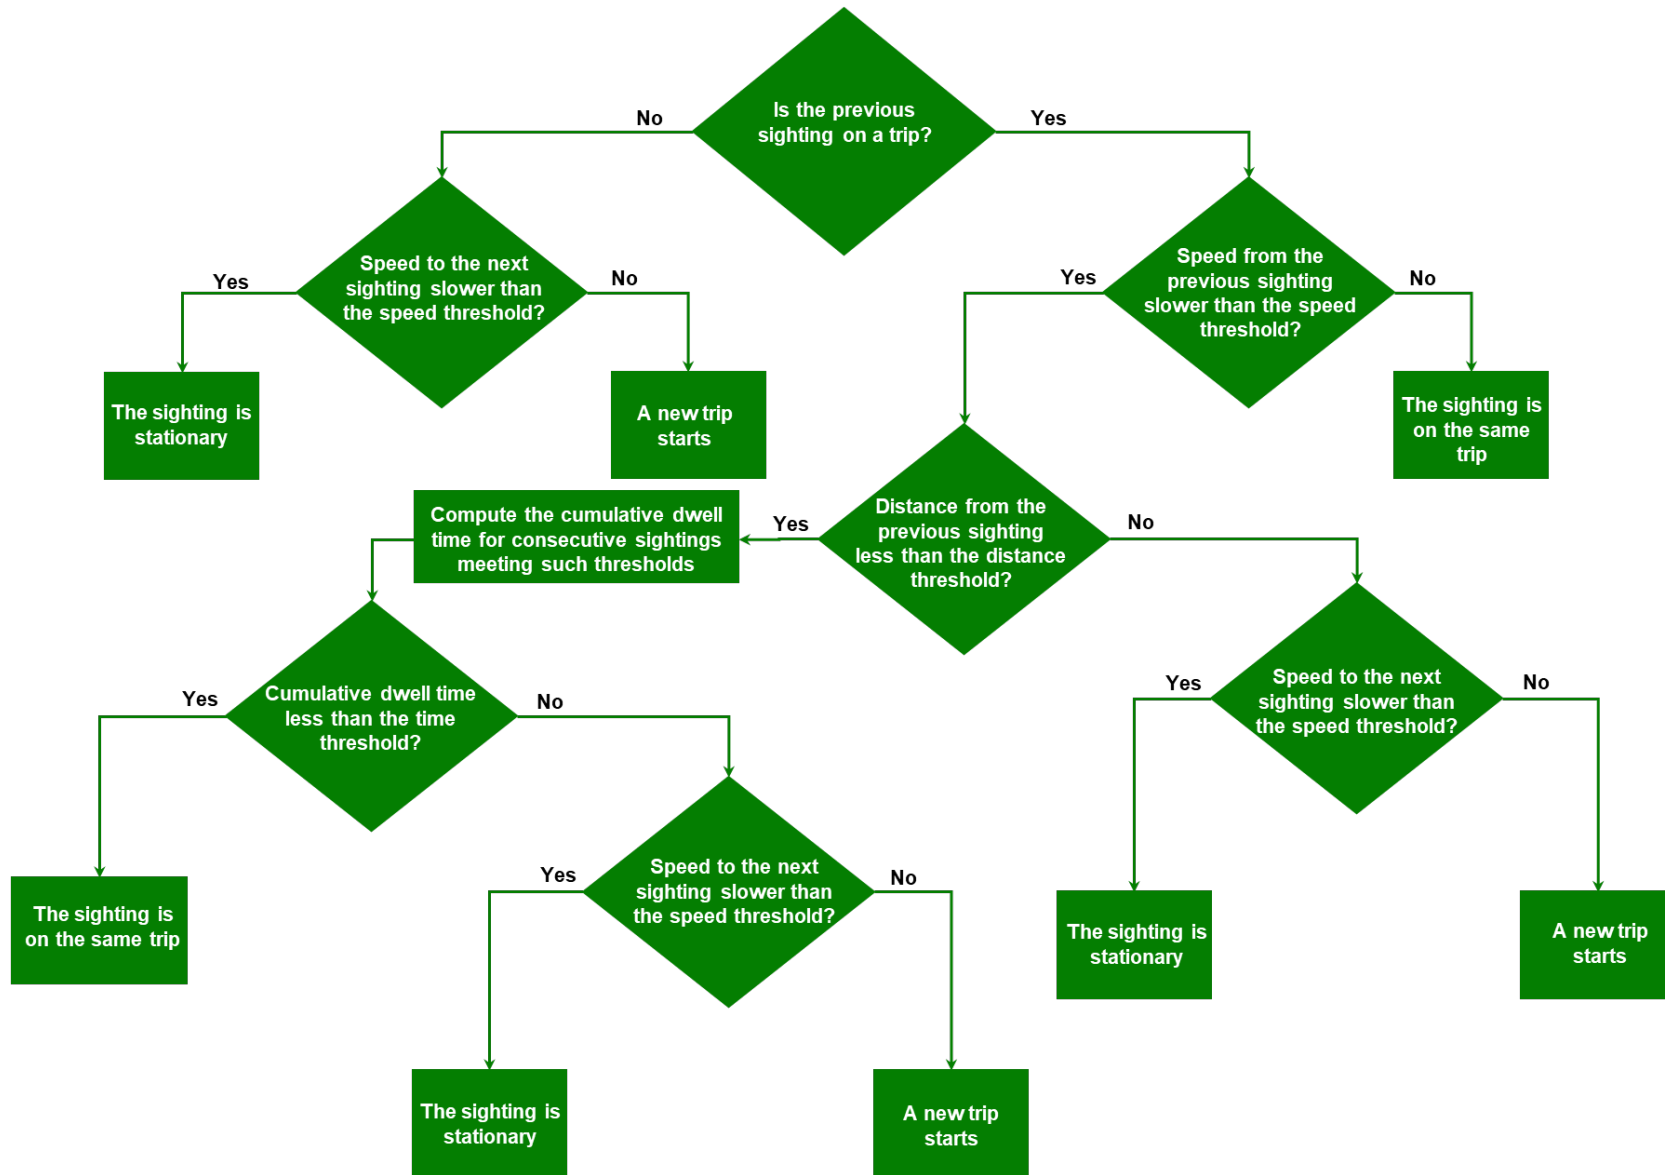 Is the previous
sighting on a trip?
No
Yes
Speed to the next
sighting slower than
the speed threshold?
Yes
No
Speed from the
previous sighting
slower than the speed
threshold?
Yes
No
The sighting is
stationary
A new trip
starts
The sighting is
on the same
trip
Distance from the
previous sighting
less than the distance
threshold?
Yes
No
Compute the cumulative dwell
time for consecutive sightings
meeting such thresholds
Cumulative dwell time
less than the time
threshold?
Yes
No
Speed to the next
sighting slower than
the speed threshold?
Yes
No
The sighting is
on the same trip
Speed to the next
sighting slower than
the speed threshold?
Yes
No
The sighting is
stationary
A new trip
starts
The sighting is
stationary
A new trip
starts